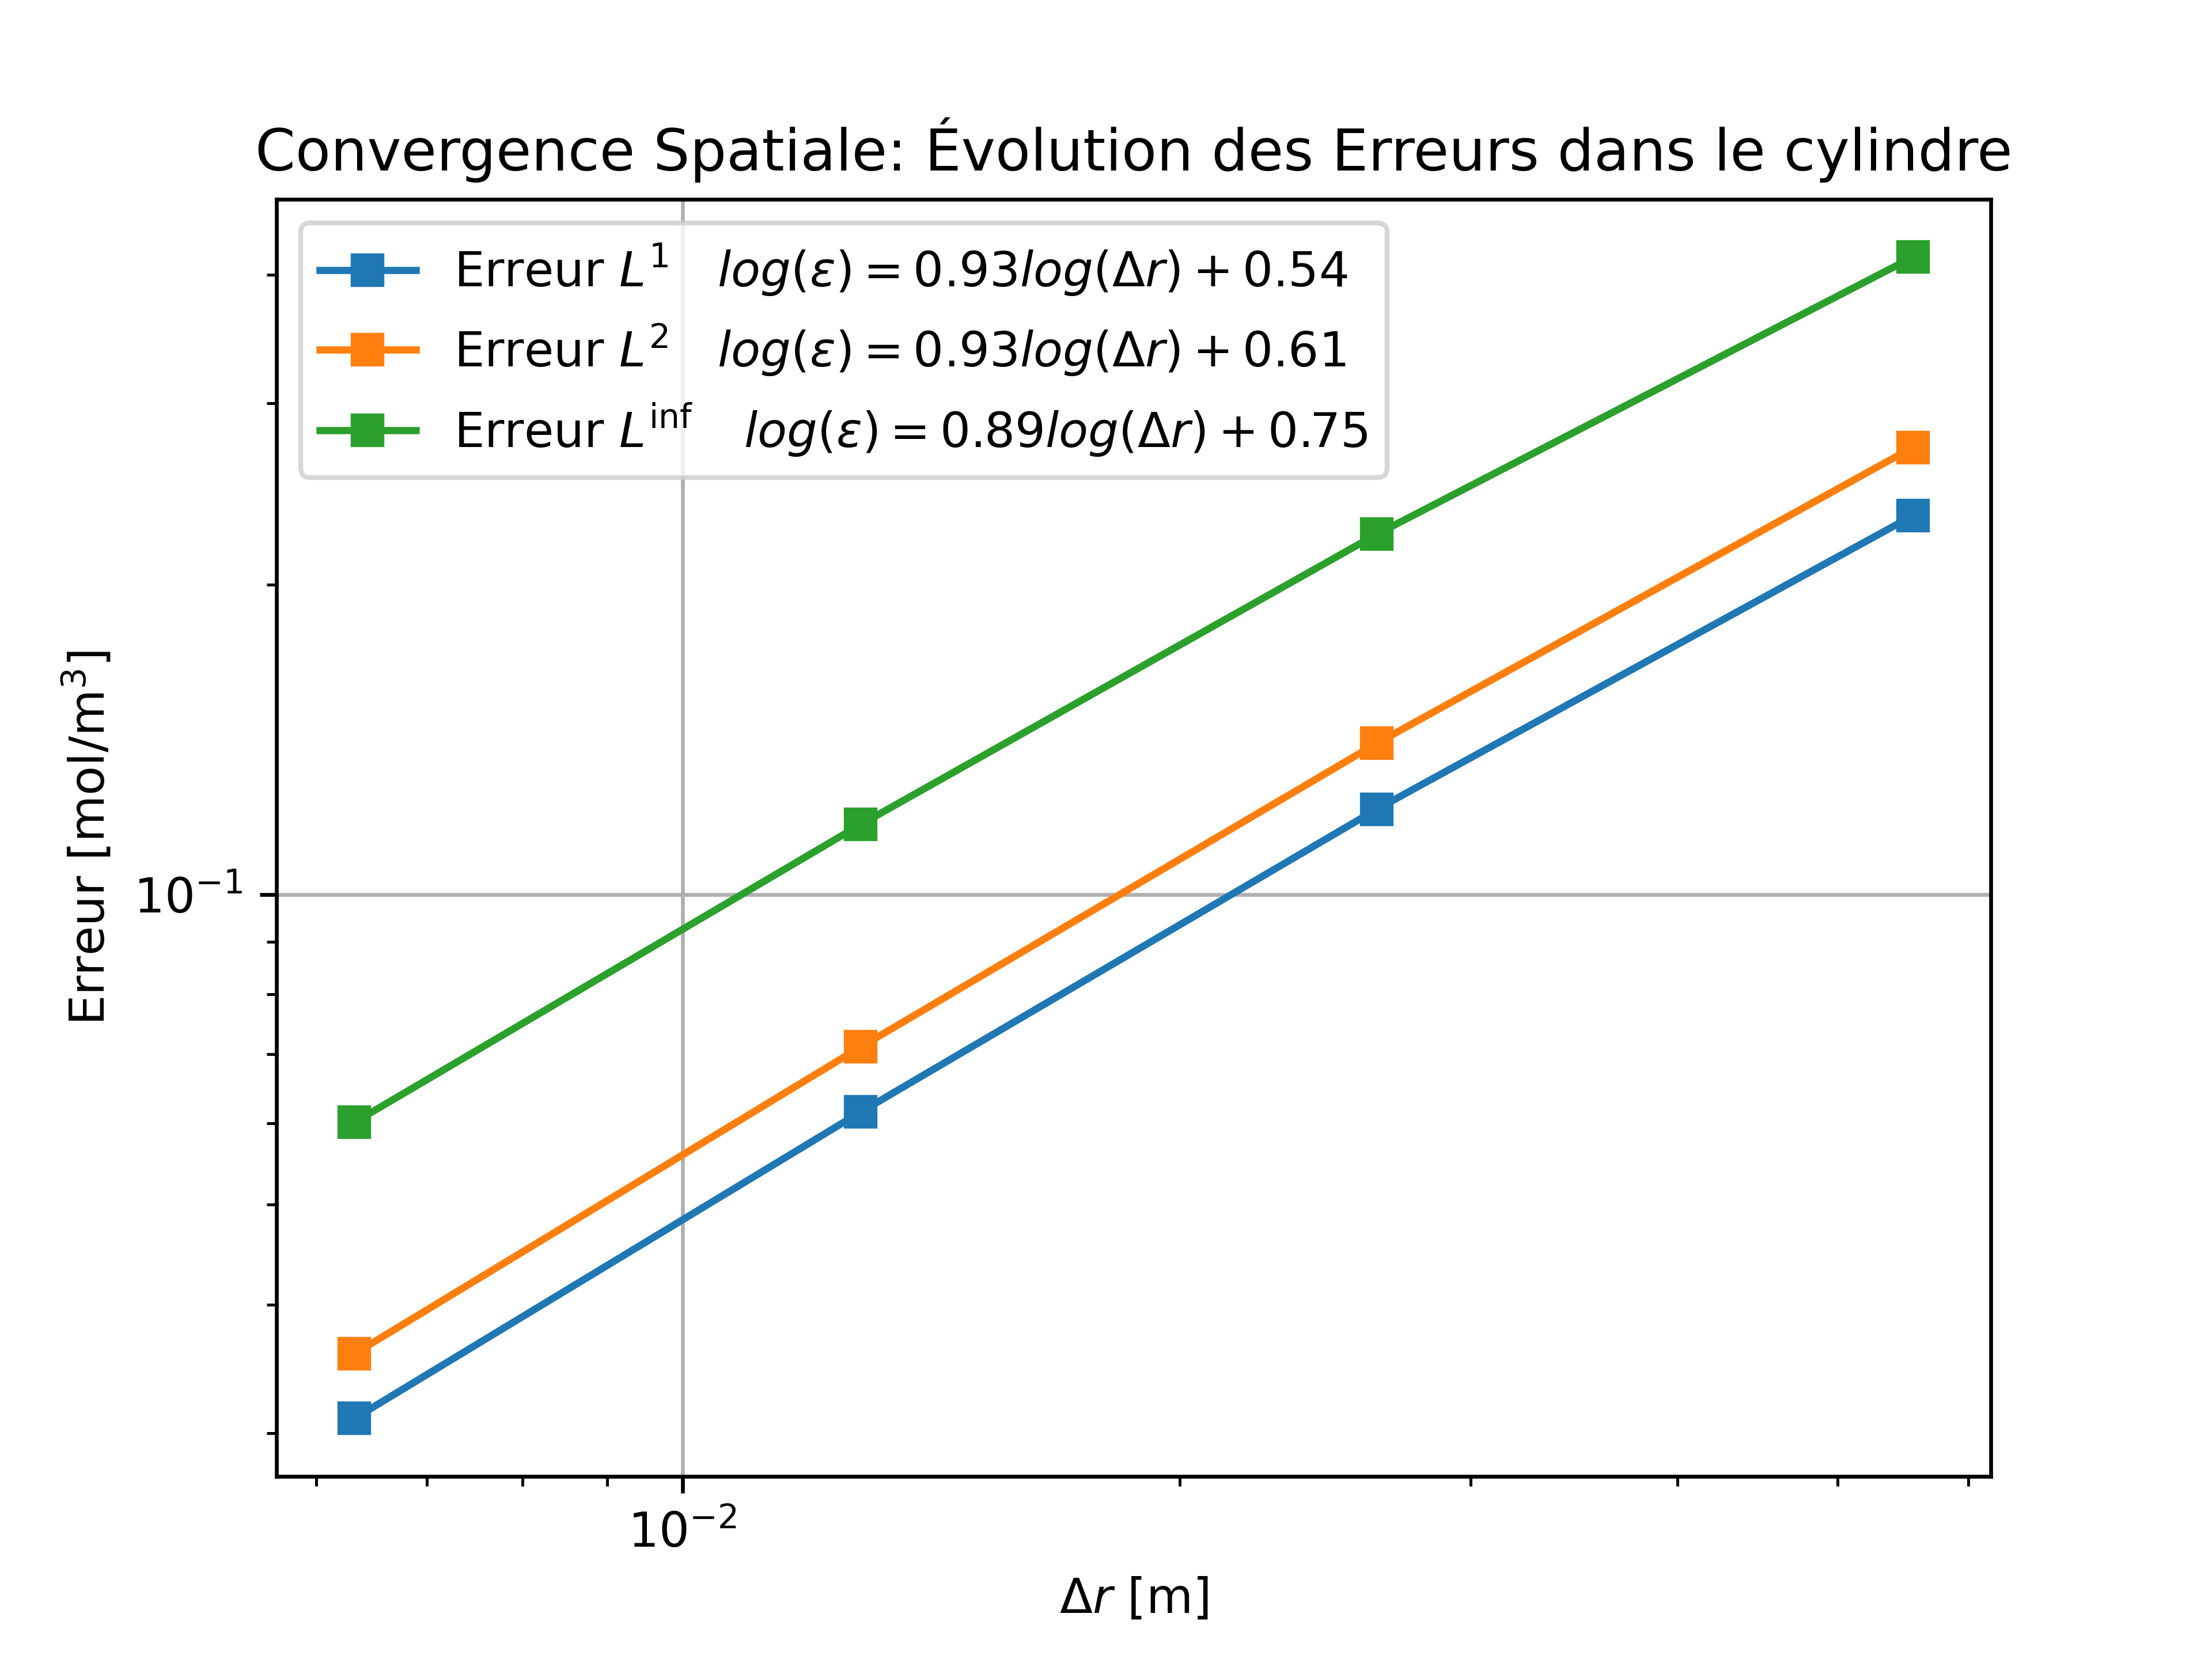 Convergence Spatiale: Évolution des Erreurs dans le cylindre
Erreur L^1 log(ε) = 0.93log(Δr) + 0.54
Erreur L^2 log(ε) = 0.93log(Δr) + 0.61
Erreur L^inf log(ε) = 0.89log(Δr) + 0.75
Erreur [mol/m³]
10⁻¹
10⁻²
Δr [m]